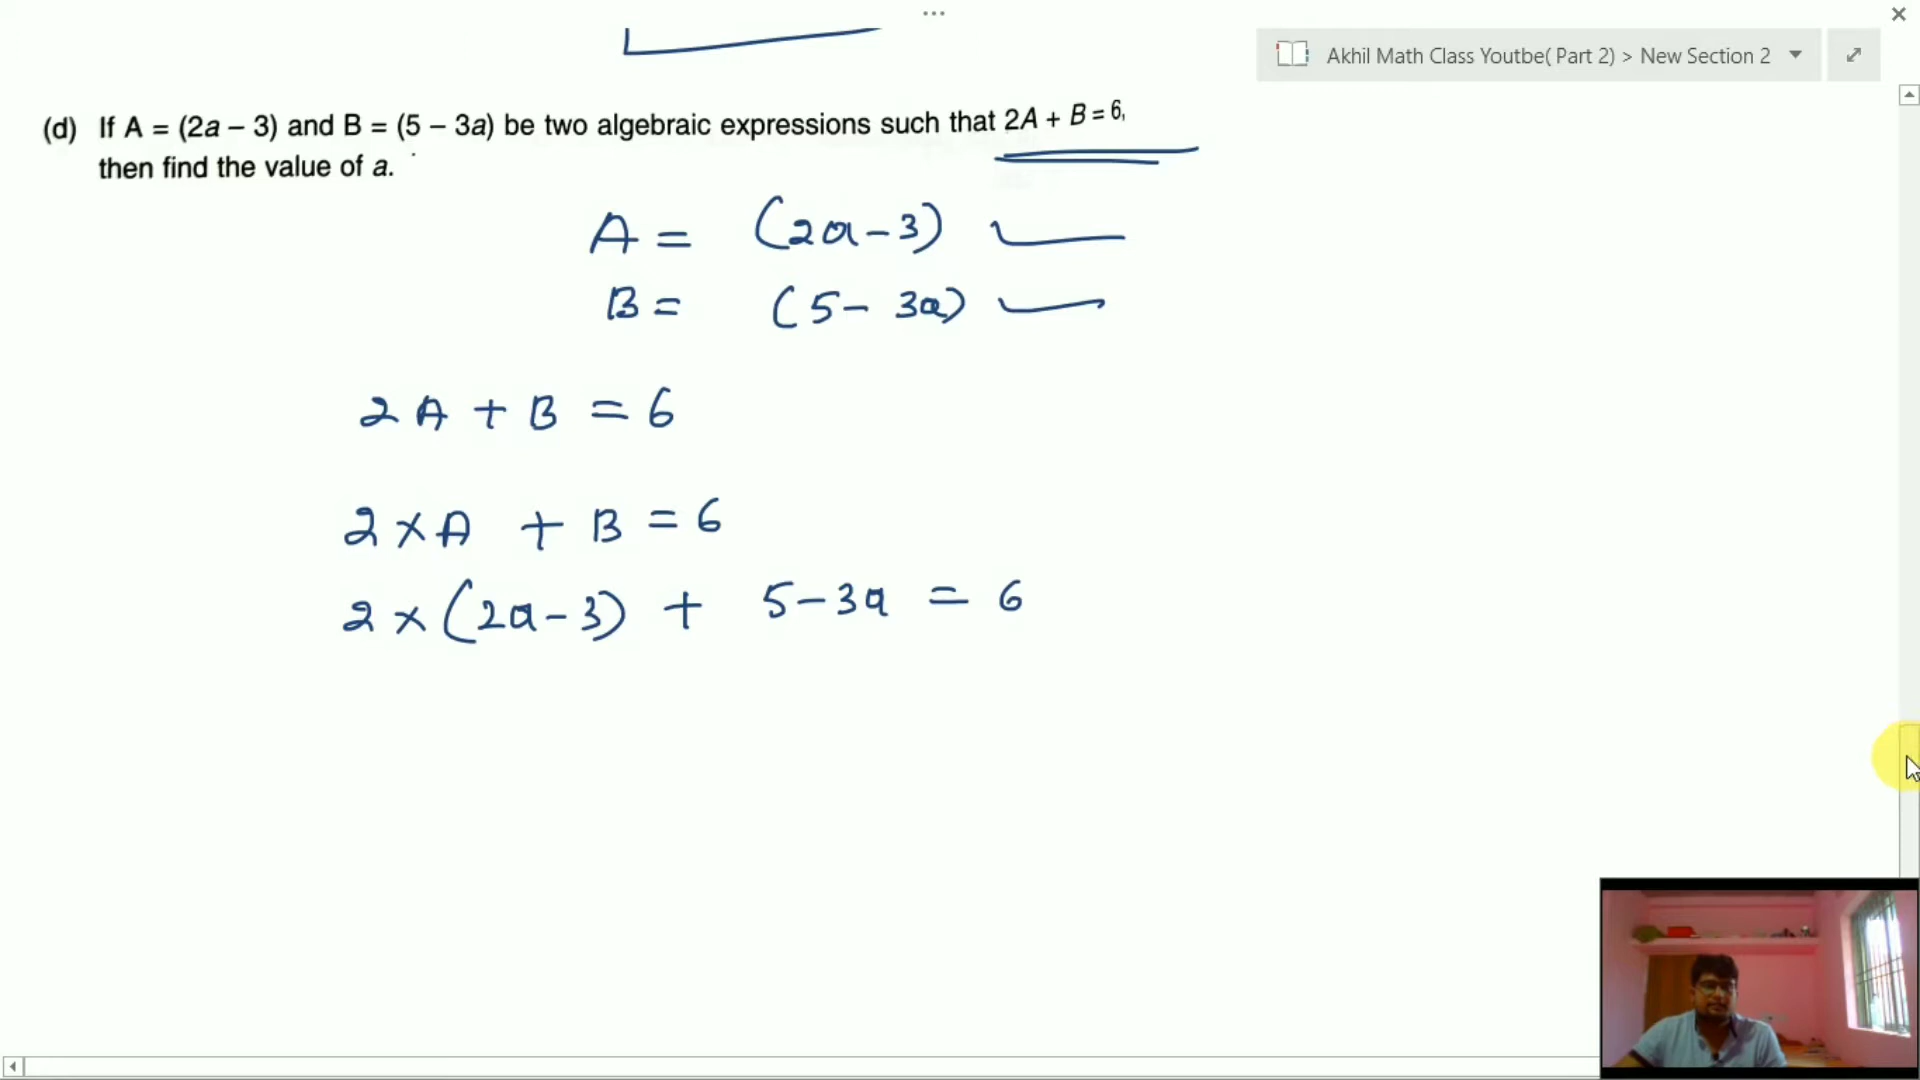 Akhil Math Class Youtbe( Part 2) > New Section 2
(d) If A = (2a – 3) and B = (5 – 3a) be two algebraic expressions such that 2A + B = 6,
then find the value of a.
A = (2a – 3)
B = (5 – 3a)
2A + B = 6
2 × A + B = 6
2 × (2a – 3) + 5 – 3a = 6